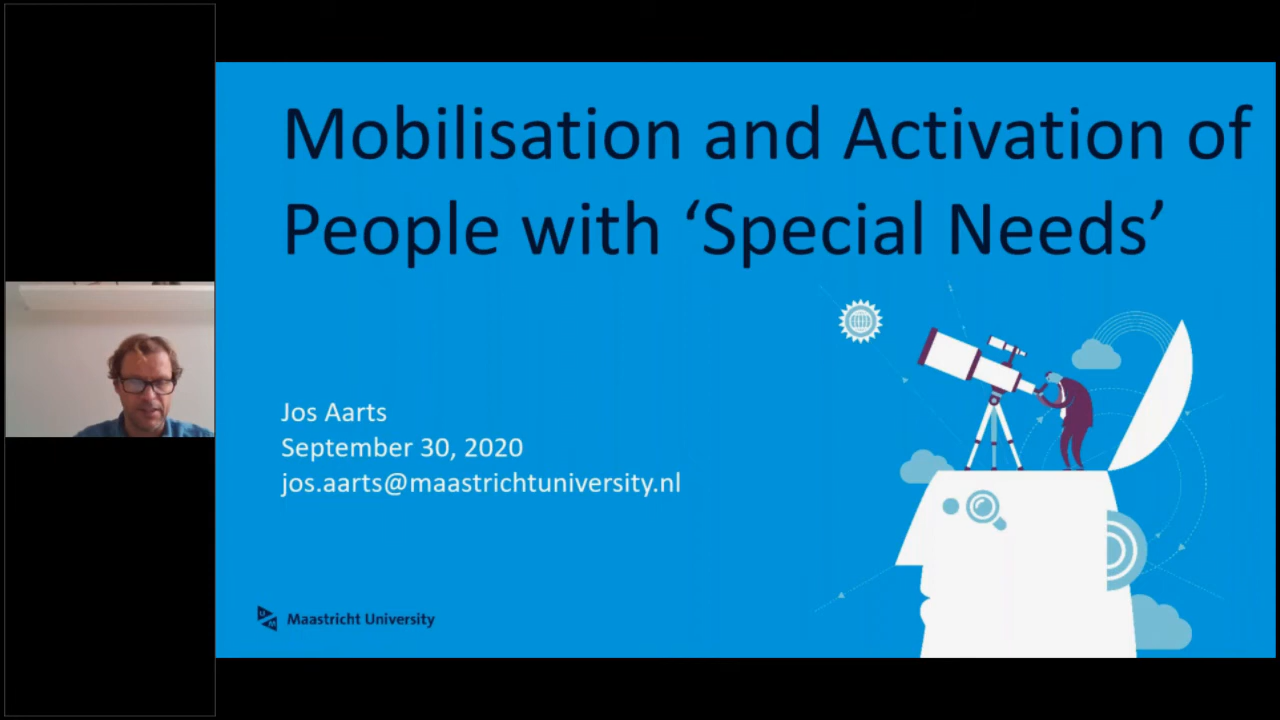 Mobilisation and Activation of
People with ‘Special Needs’
Jos Aarts
September 30, 2020
jos.aarts@maastrichtuniversity.nl
Maastricht University